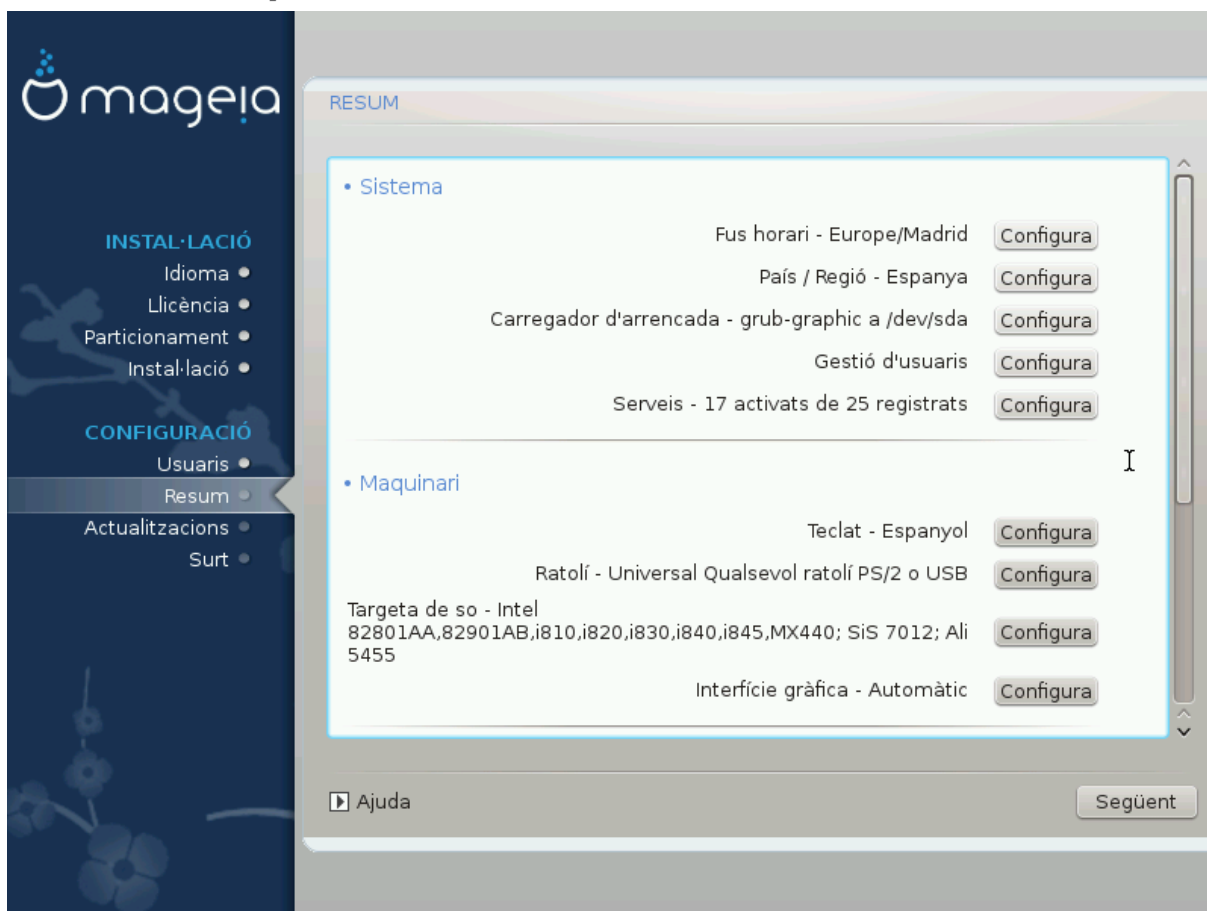 mageia
INSTAL·LACIÓ
Idioma
Llicència
Particionament
Instal·lació
CONFIGURACIÓ
Usuaris
Resum
Actualitzacions
Surt
RESUM
• Sistema
Fus horari - Europe/Madrid Configura
País / Regió - Espanya Configura
Carregador d'arrencada - grub-graphic a /dev/sda Configura
Gestió d'usuaris Configura
Serveis - 17 activats de 25 registrats Configura
• Maquinari
Teclat - Espanyol Configura
Ratolí - Universal Qualsevol ratolí PS/2 o USB Configura
Targeta de so - Intel
82801AA,82901AB,i810,i820,i830,i840,i845,MX440; SiS 7012; Ali Configura
5455
Interfície gràfica - Automàtic Configura
Ajuda
Següent